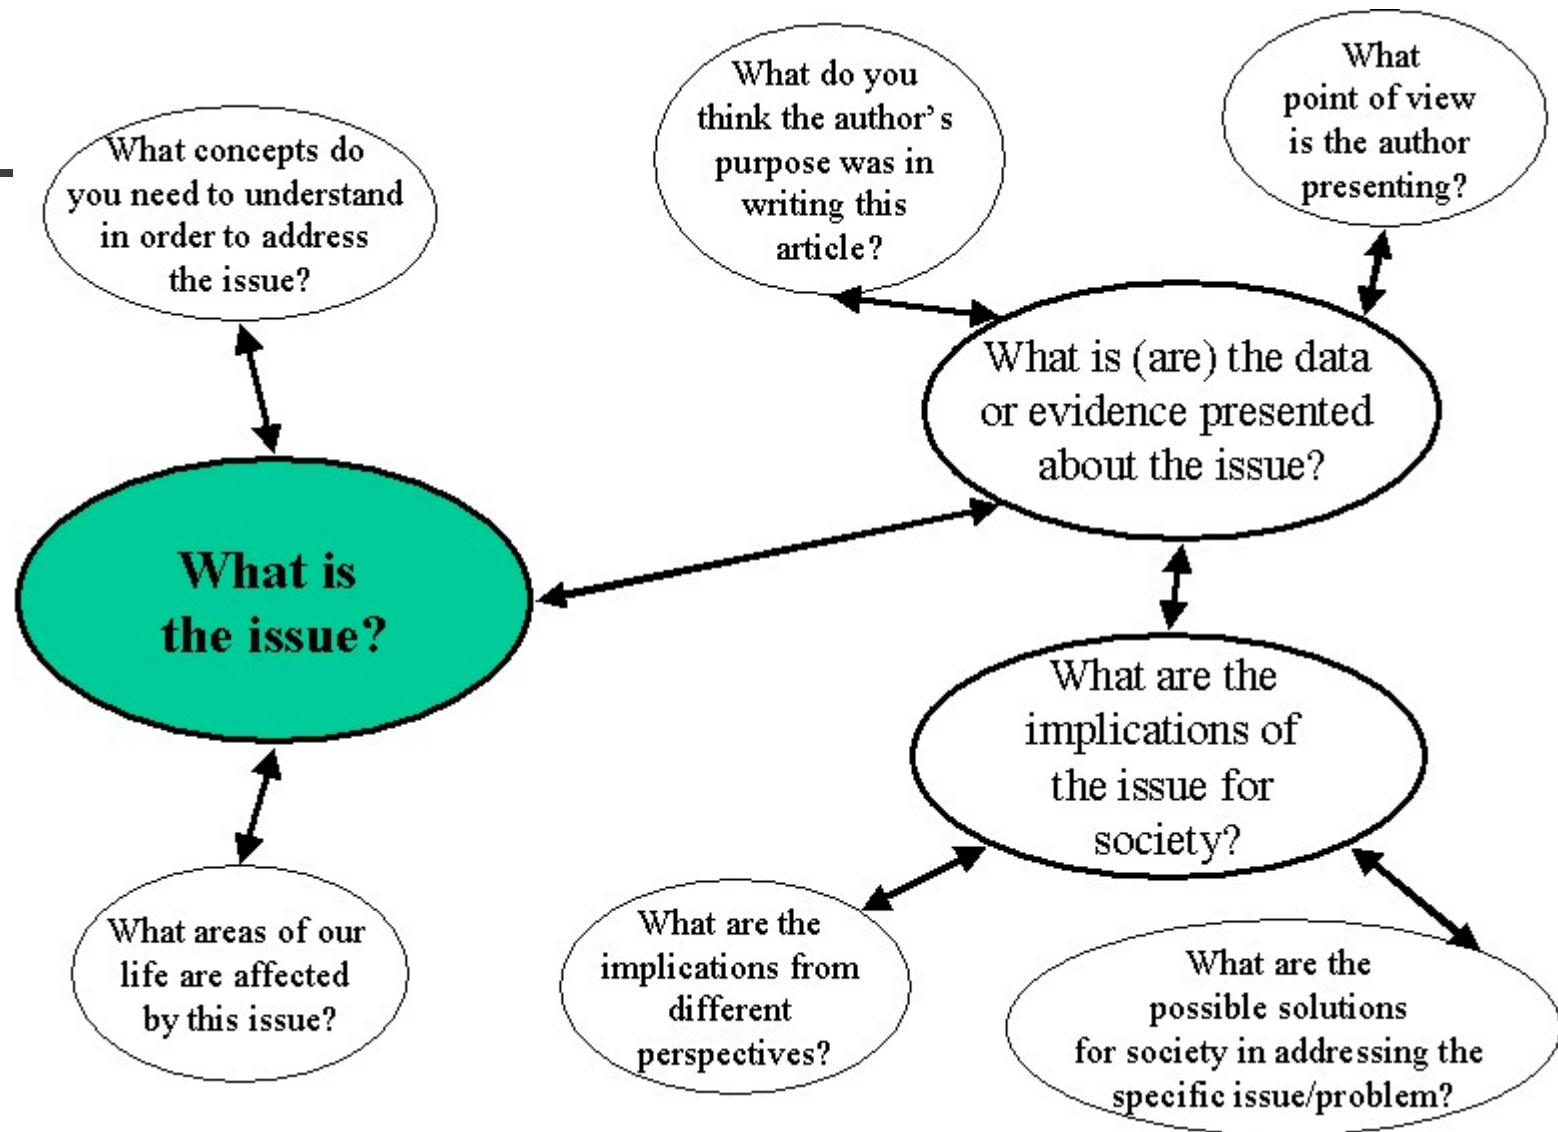 What concepts do
you need to understand
in order to address
the issue?
What do you
think the author's
purpose was in
writing this
article?
What
point of view
is the author
presenting?
What is (are) the data
or evidence presented
about the issue?
What is
the issue?
What are the
implications of
the issue for
society?
What areas of our
life are affected
by this issue?
What are the
implications from
different
perspectives?
What are the
possible solutions
for society in addressing the
specific issue/problem?